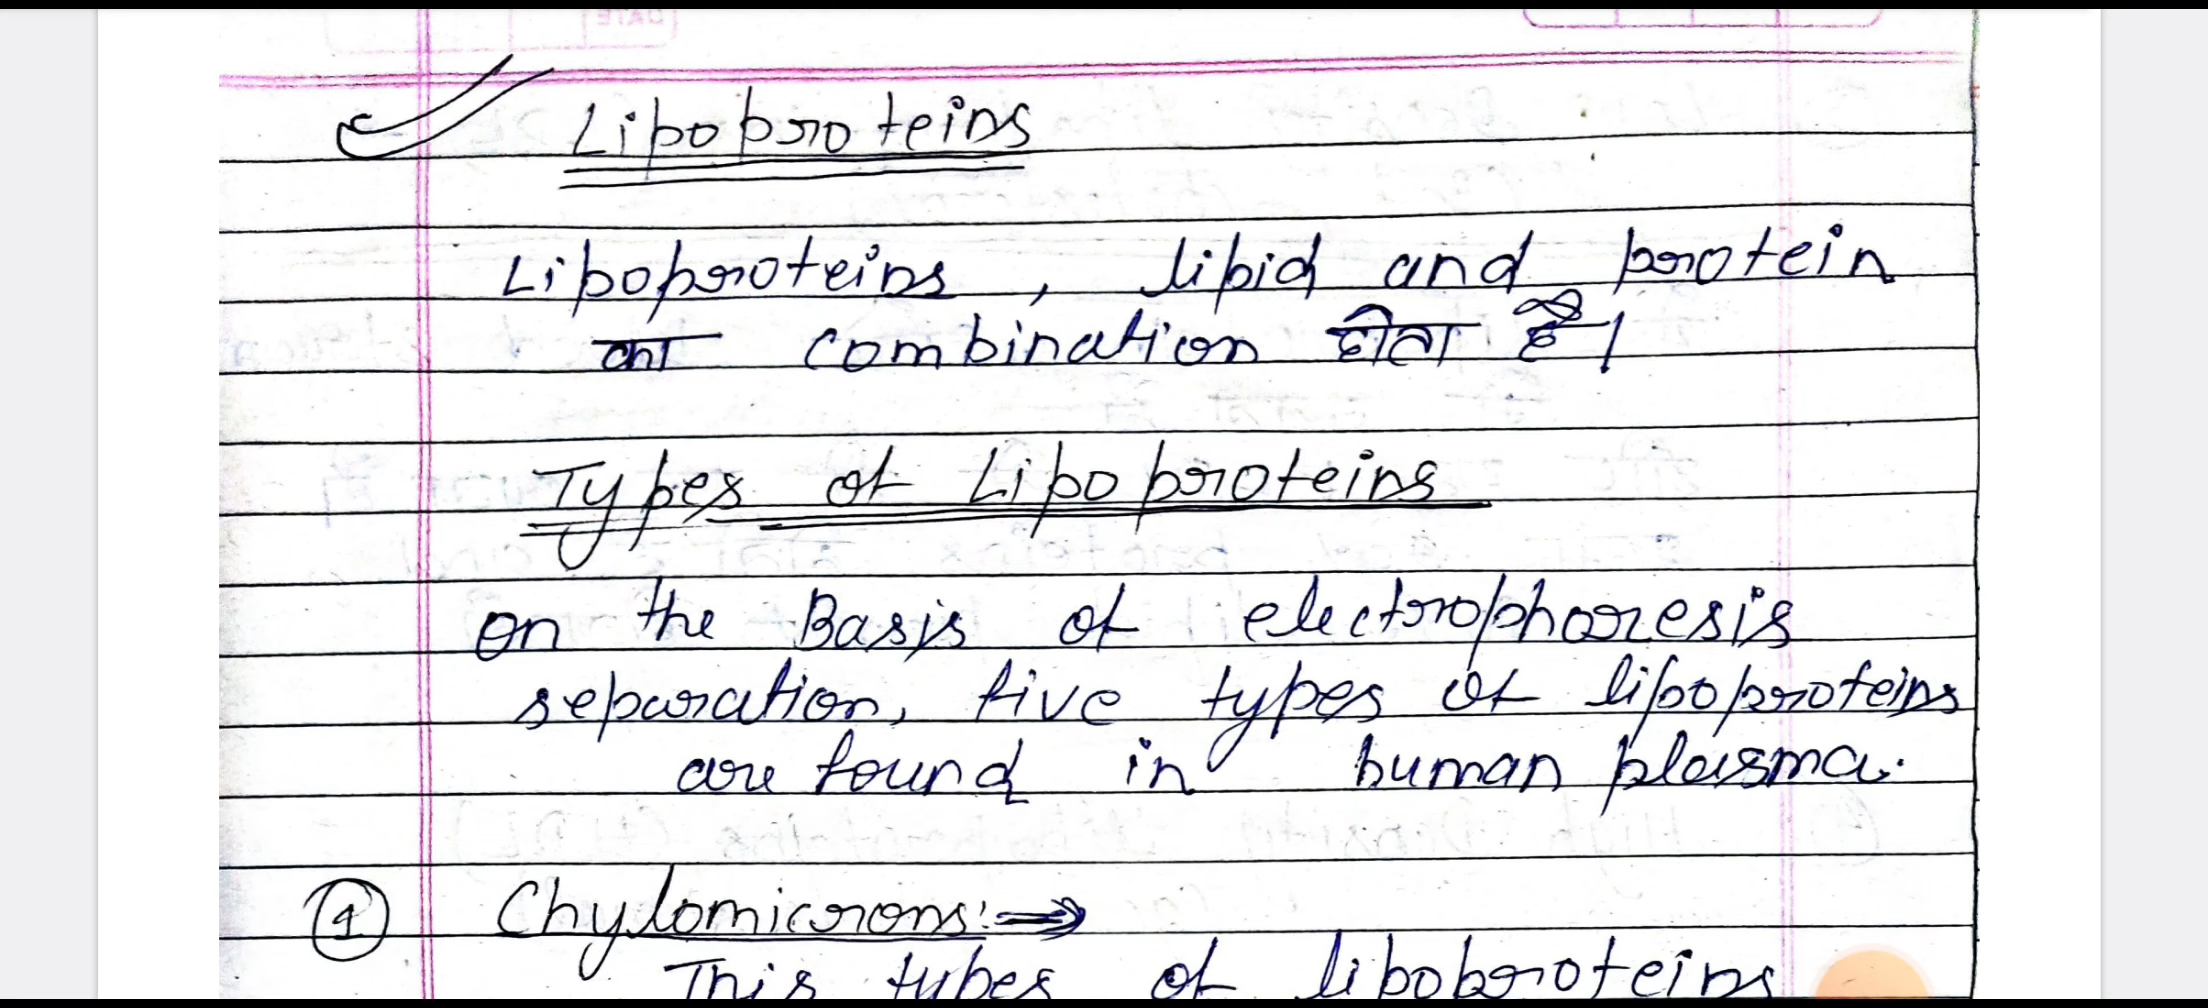 DATE
Lipoproteins
Lipoproteins , lipid and protein
का combination होता है।
Types of Lipoproteins
on the Basis of electrophoresis
separation, five types of lipoproteins
are found in human plasma.
1 Chylomicrons:⇒
This types of lipoproteins